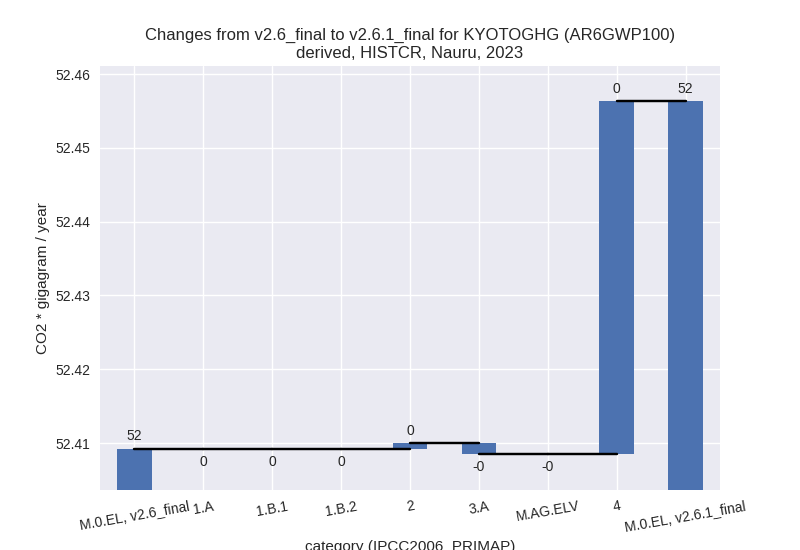 Changes from v2.6_final to v2.6.1_final for KYOTOGHG (AR6GWP100)
derived, HISTCR, Nauru, 2023
52.46
52.45
52.44
52.43
52.42
52.41
CO2 * gigagram / year
52
0
0
0
0
-0
-0
0
52
M.0.EL, v2.6_final
1.A
1.B.1
1.B.2
2
3.A
M.AG.ELV
4
M.0.EL, v2.6.1_final
category (IPCC2006_PRIMAP)